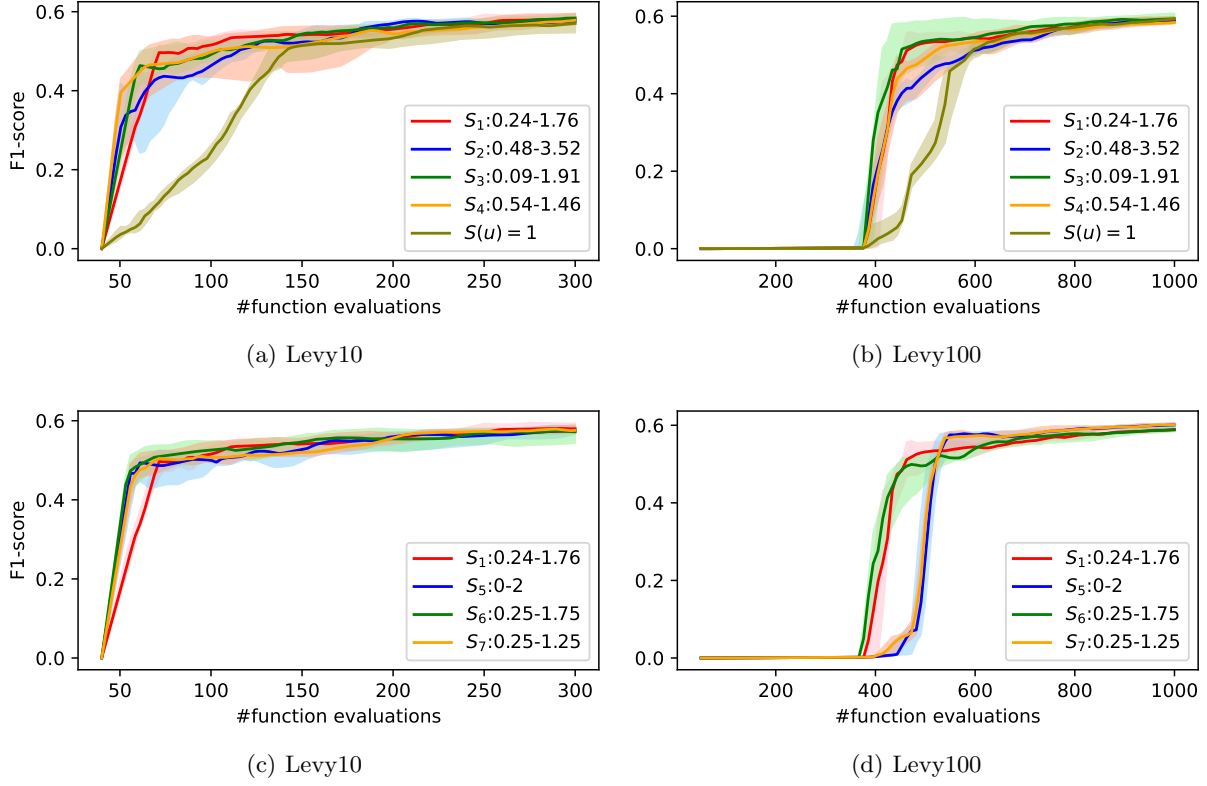 F1-score
0.6
0.4
0.2
0.0
S₁:0.24-1.76
S₂:0.48-3.52
S₃:0.09-1.91
S₄:0.54-1.46
S(u) = 1
50 100 150 200 250 300
#function evaluations
(a) Levy10
0.6
0.4
0.2
0.0
S₁:0.24-1.76
S₂:0.48-3.52
S₃:0.09-1.91
S₄:0.54-1.46
S(u) = 1
200 400 600 800 1000
#function evaluations
(b) Levy100
F1-score
0.6
0.4
0.2
0.0
S₁:0.24-1.76
S₅:0-2
S₆:0.25-1.75
S₇:0.25-1.25
50 100 150 200 250 300
#function evaluations
(c) Levy10
0.6
0.4
0.2
0.0
S₁:0.24-1.76
S₅:0-2
S₆:0.25-1.75
S₇:0.25-1.25
200 400 600 800 1000
#function evaluations
(d) Levy100